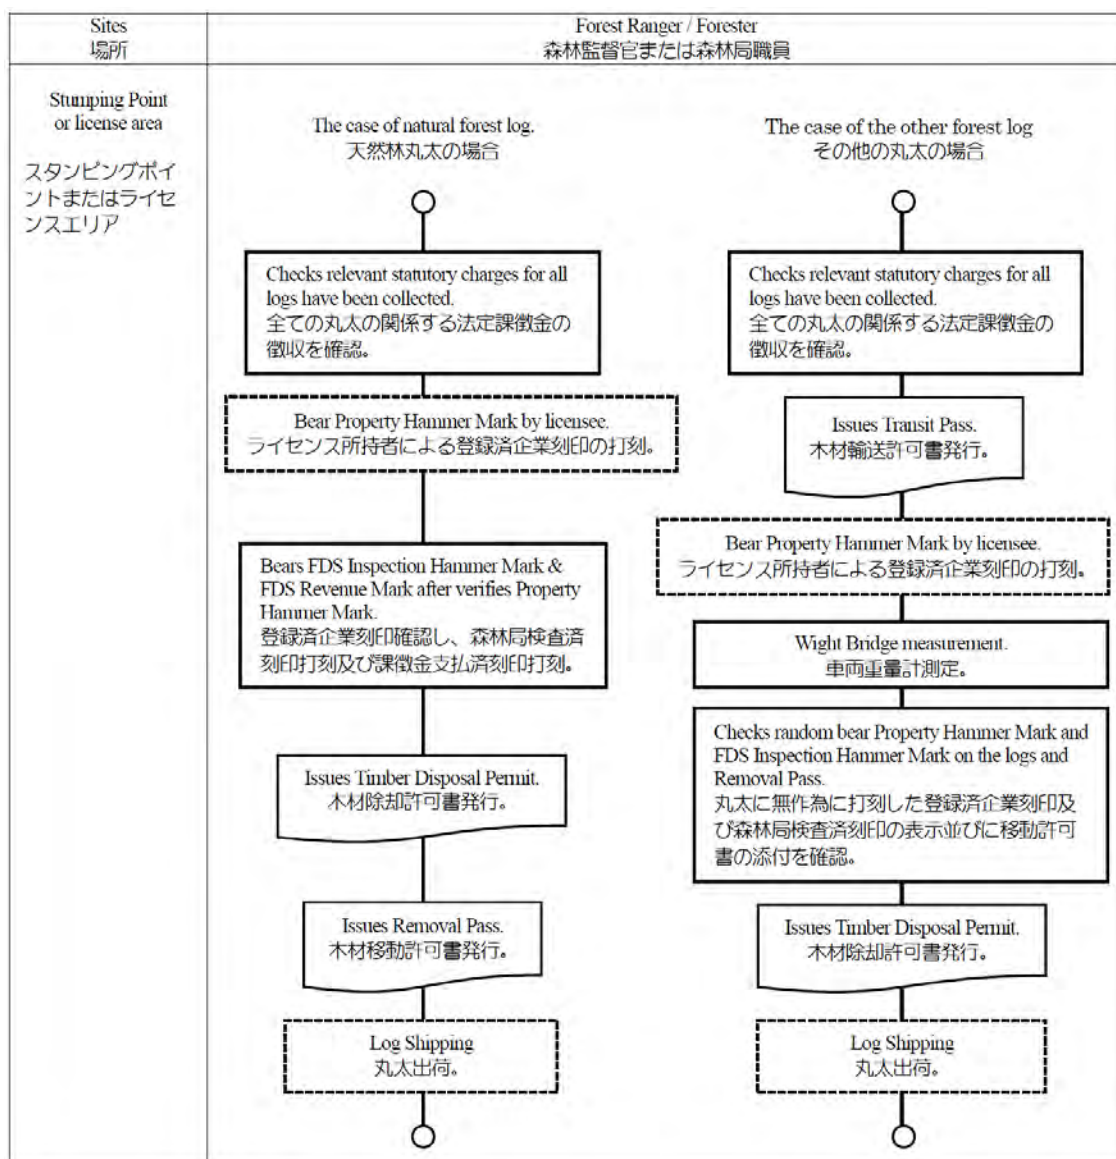 Sites
場所
Forest Ranger / Forester
森林監督官または森林局職員
Stumping Point
or license area
スタンピングポイ
ントまたはライセ
ンスエリア
The case of natural forest log.
天然林丸太の場合
Checks relevant statutory charges for all
logs have been collected.
全ての丸太の関係する法定課徴金の
徴収を確認。
Bear Property Hammer Mark by licensee.
ライセンス所持者による登録済企業刻印の打刻。
Bears FDS Inspection Hammer Mark &
FDS Revenue Mark after verifies Property
Hammer Mark.
登録済企業刻印確認し、森林局検査済
刻印打刻及び課徴金支払済刻印打刻。
Issues Timber Disposal Permit.
木材除却許可書発行。
Issues Removal Pass.
木材移動許可書発行。
Log Shipping
丸太出荷。
The case of the other forest log
その他の丸太の場合
Checks relevant statutory charges for all
logs have been collected.
全ての丸太の関係する法定課徴金の
徴収を確認。
Issues Transit Pass.
木材輸送許可書発行。
Bear Property Hammer Mark by licensee.
ライセンス所持者による登録済企業刻印の打刻。
Wight Bridge measurement.
車両重量計測定。
Checks random bear Property Hammer Mark and
FDS Inspection Hammer Mark on the logs and
Removal Pass.
丸太に無作為に打刻した登録済企業刻印及
び森林局検査済刻印の表示並びに移動許可
書の添付を確認。
Issues Timber Disposal Permit.
木材除却許可書発行。
Log Shipping
丸太出荷。